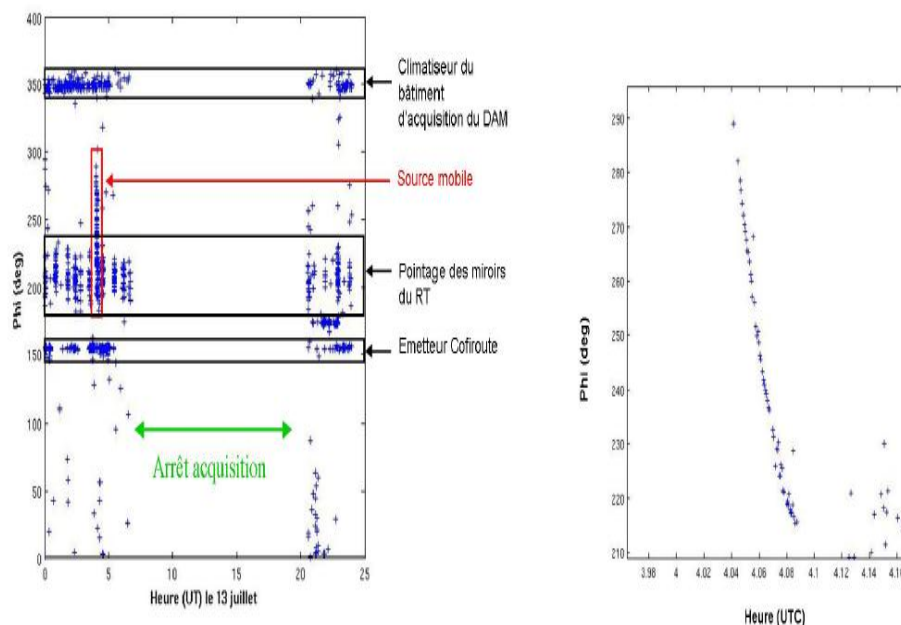 400
350
300
250
200
150
100
50
0
Phi (deg)
0 5 10 15 20 25
Heure (UT) le 13 juillet
Arrêt acquisition
Climatiseur du
bâtiment
d'acquisition du DAM
Source mobile
Pointage des miroirs
du RT
Emetteur Cofiroute
290
280
270
260
250
240
230
220
210
Phi (deg)
3.98 4 4.02 4.04 4.06 4.08 4.1 4.12 4.14 4.16
Heure (UTC)